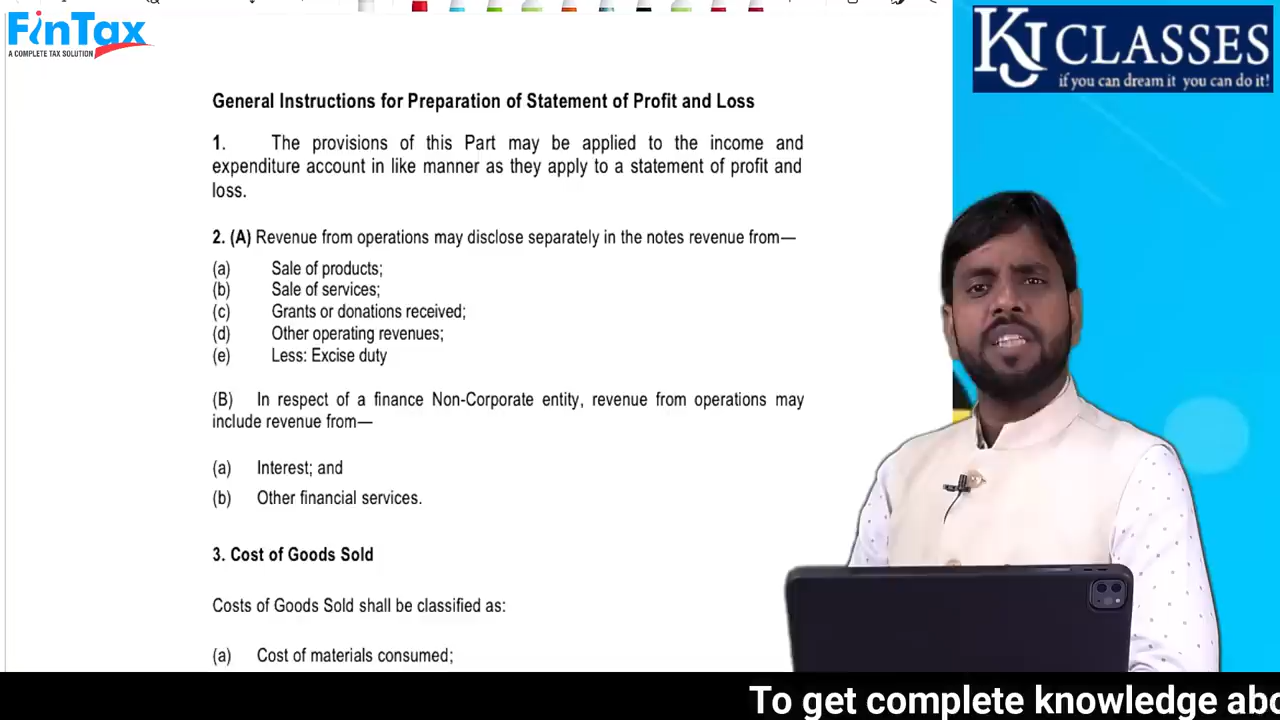 FinTax
A COMPLETE TAX SOLUTION
KJ CLASSES
if you can dream it you can do it!
General Instructions for Preparation of Statement of Profit and Loss
1. The provisions of this Part may be applied to the income and
expenditure account in like manner as they apply to a statement of profit and
loss.
2. (A) Revenue from operations may disclose separately in the notes revenue from—
(a) Sale of products;
(b) Sale of services;
(c) Grants or donations received;
(d) Other operating revenues;
(e) Less: Excise duty
(B) In respect of a finance Non-Corporate entity, revenue from operations may
include revenue from—
(a) Interest; and
(b) Other financial services.
3. Cost of Goods Sold
Costs of Goods Sold shall be classified as:
(a) Cost of materials consumed;
To get complete knowledge abo